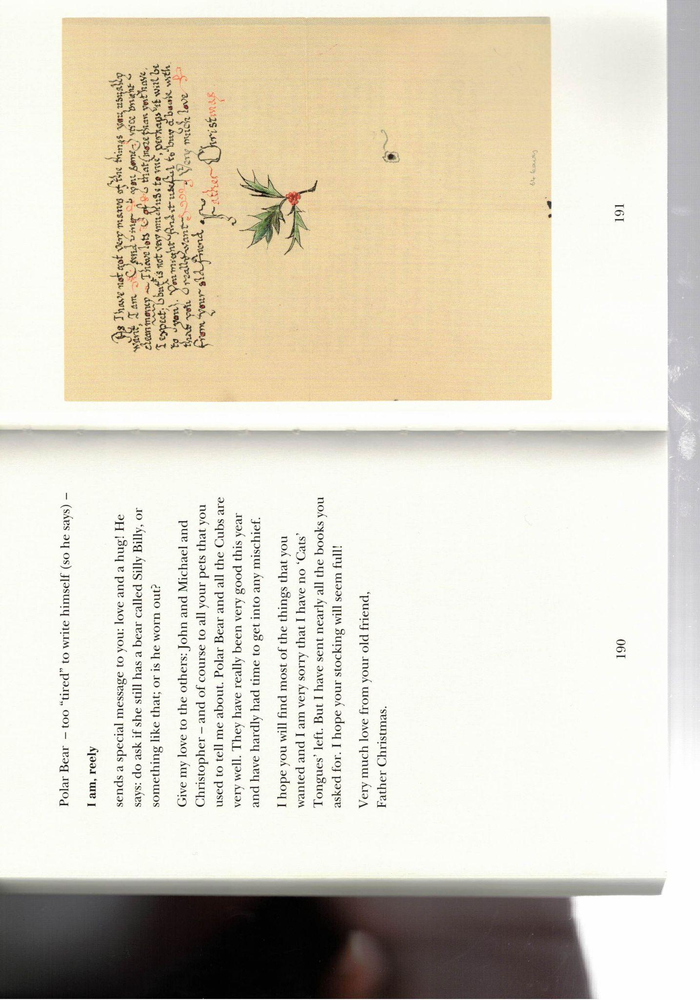 Polar Bear – too “tired” to write himself (so he says) –
I am, reely
sends a special message to you: love and a hug! He
says: do ask if she still has a bear called Silly Billy, or
something like that; or is he worn out?
Give my love to the others: John and Michael and
Christopher – and of course to all your pets that you
used to tell me about. Polar Bear and all the Cubs are
very well. They have really been very good this year
and have hardly had time to get into any mischief.
I hope you will find most of the things that you
wanted and I am very sorry that I have no ‘Cats’
Tongues’ left. But I have sent nearly all the books you
asked for. I hope your stocking will seem full!
Very much love from your old friend,
Father Christmas.
190
As I have not got very many of the things you usually
want, I am sending you some nice bright
clean money – I have lots of that (more than you have
I expect, but it is not very much use to me, perhaps it will be
to you). You might find it useful to buy a book with
that you really want. Very much love
from your old friend
Father Christmas.
191